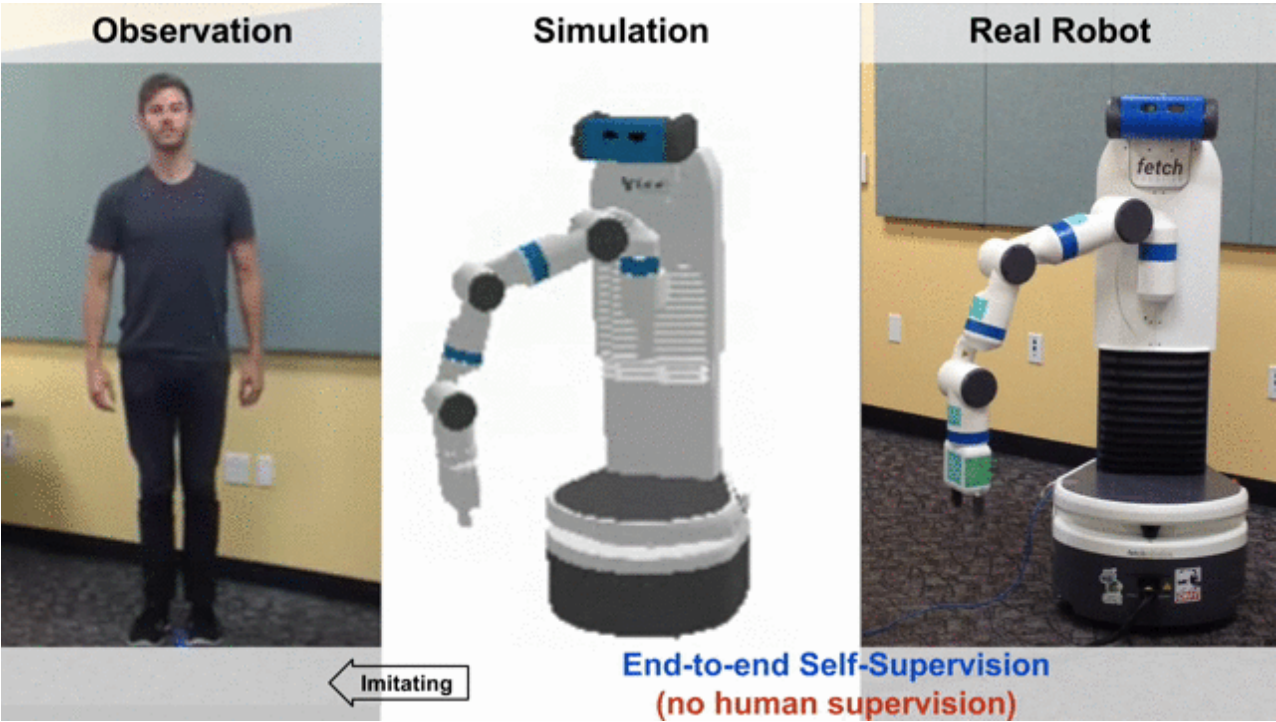 Observation
Simulation
Real Robot
fetch
Imitating
End-to-end Self-Supervision
(no human supervision)